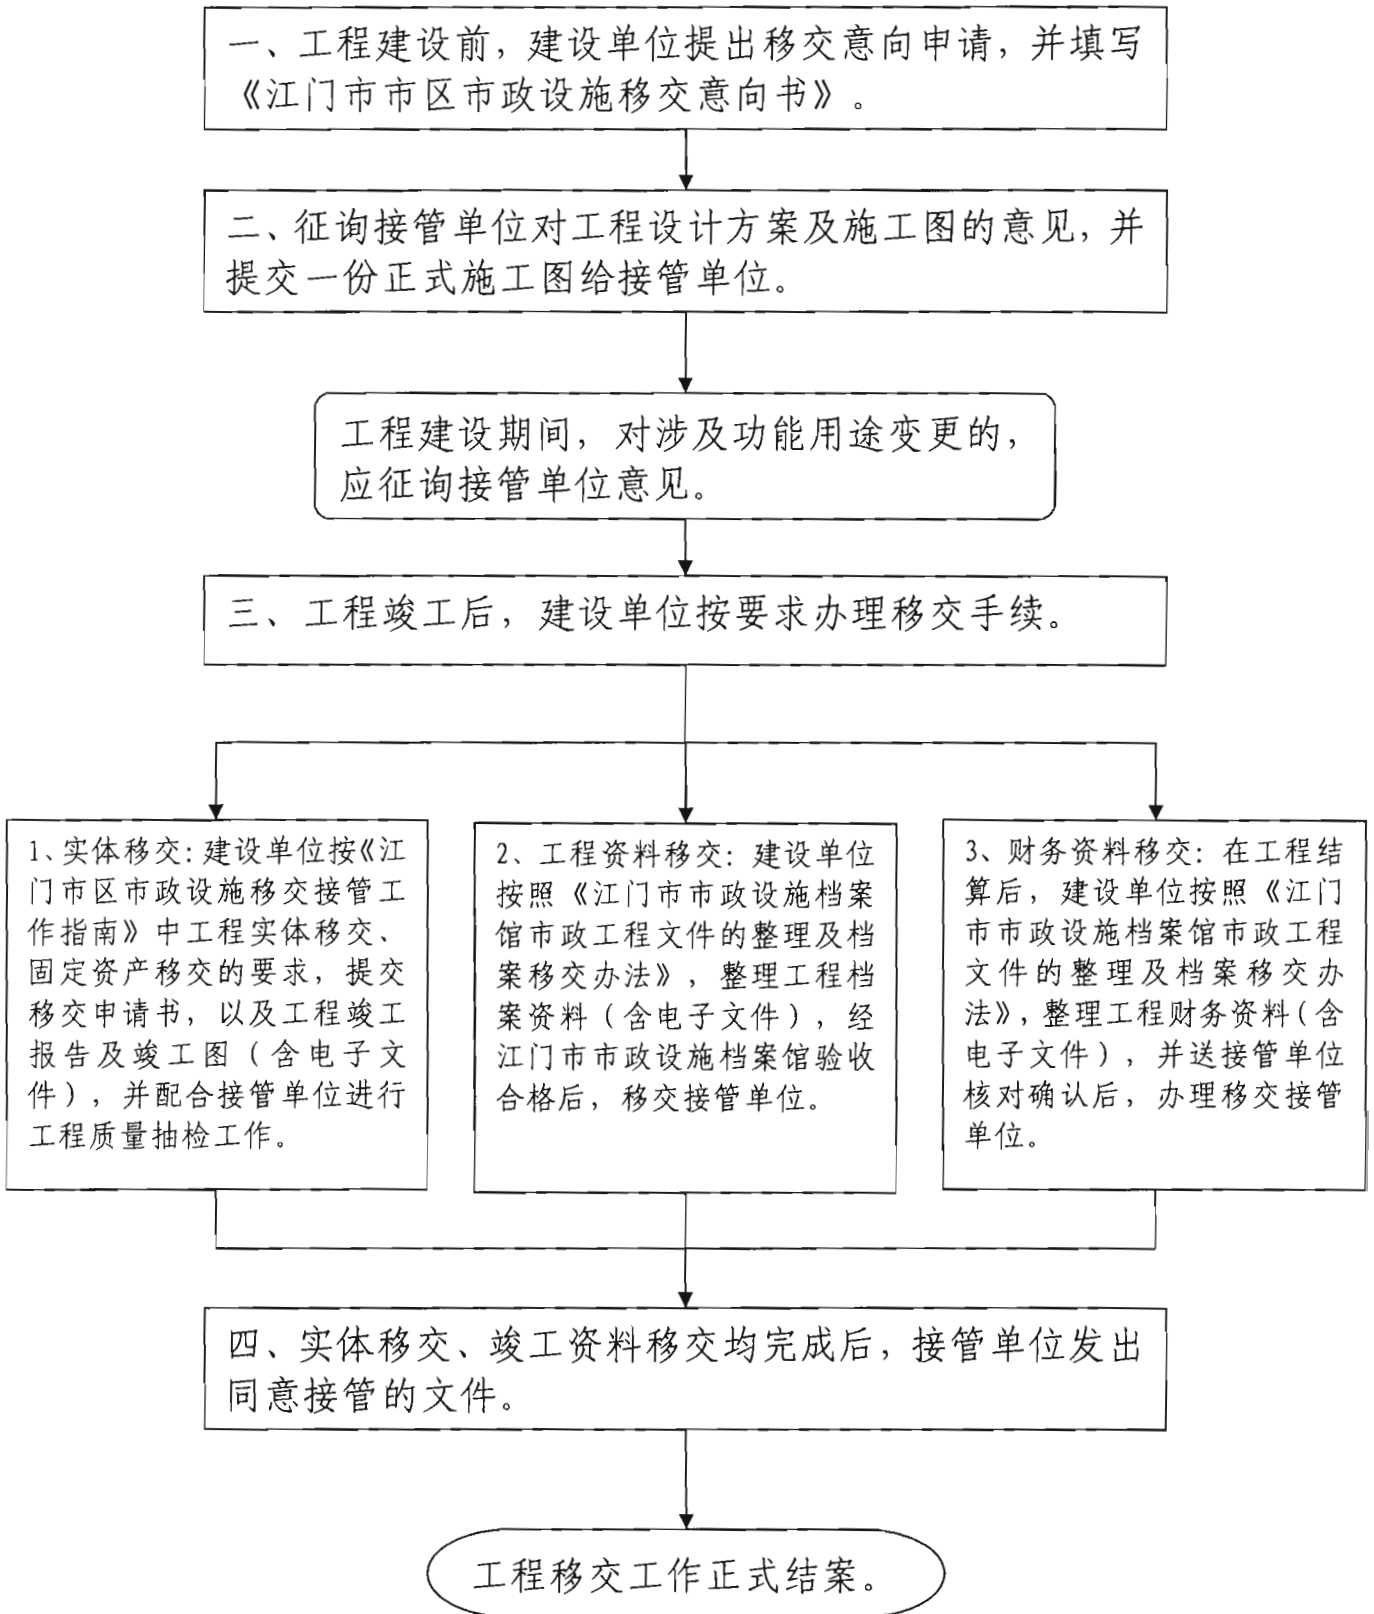 一、工程建设前，建设单位提出移交意向申请，并填写
《江门市市区市政设施移交意向书》。
二、征询接管单位对工程设计方案及施工图的意见，并
提交一份正式施工图给接管单位。
工程建设期间，对涉及功能用途变更的，
应征询接管单位意见。
三、工程竣工后，建设单位按要求办理移交手续。
1、实体移交：建设单位按《江
门市区市政设施移交接管工
作指南》中工程实体移交、
固定资产移交的要求，提交
移交申请书，以及工程竣工
报告及竣工图（含电子文
件），并配合接管单位进行
工程质量抽检工作。
2、工程资料移交：建设单位
按照《江门市市政设施档案
馆市政工程文件的整理及档
案移交办法》，整理工程档
案资料（含电子文件），经
江门市市政设施档案馆验收
合格后，移交接管单位。
3、财务资料移交：在工程结
算后，建设单位按照《江门
市市政设施档案馆市政工程
文件的整理及档案移交办
法》，整理工程财务资料（含
电子文件），并送接管单位
核对确认后，办理移交接管
单位。
四、实体移交、竣工资料移交均完成后，接管单位发出
同意接管的文件。
工程移交工作正式结案。